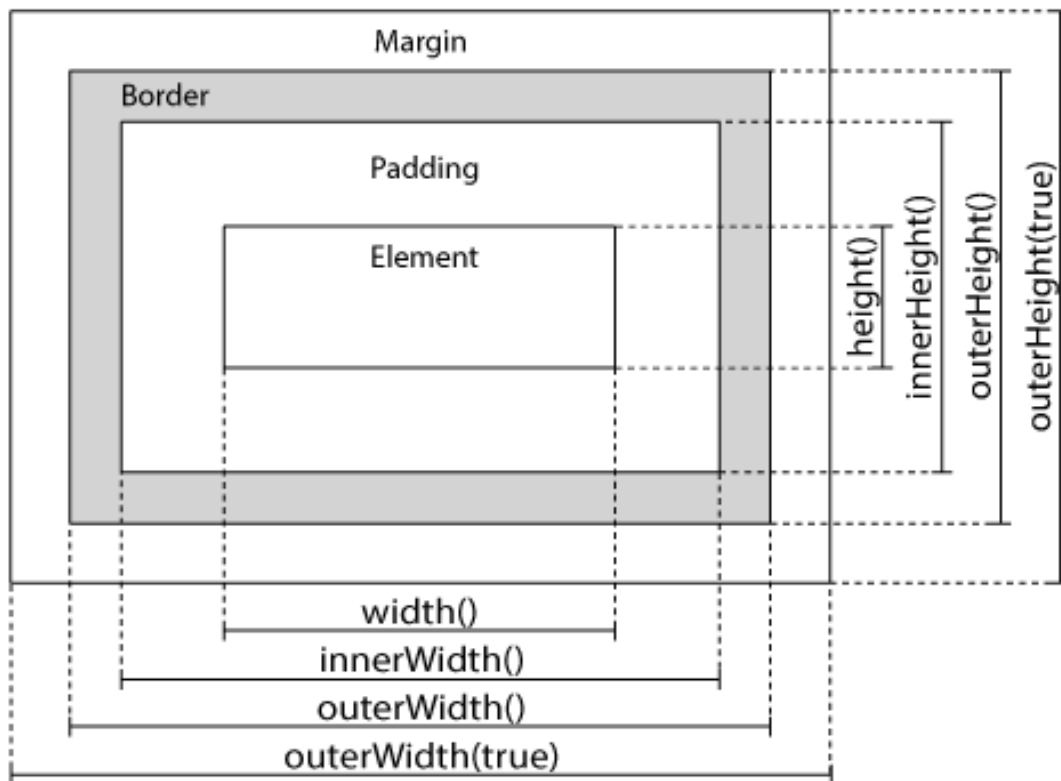 Margin
Border
Padding
Element
height()
innerHeight()
outerHeight()
outerHeight(true)
width()
innerWidth()
outerWidth()
outerWidth(true)